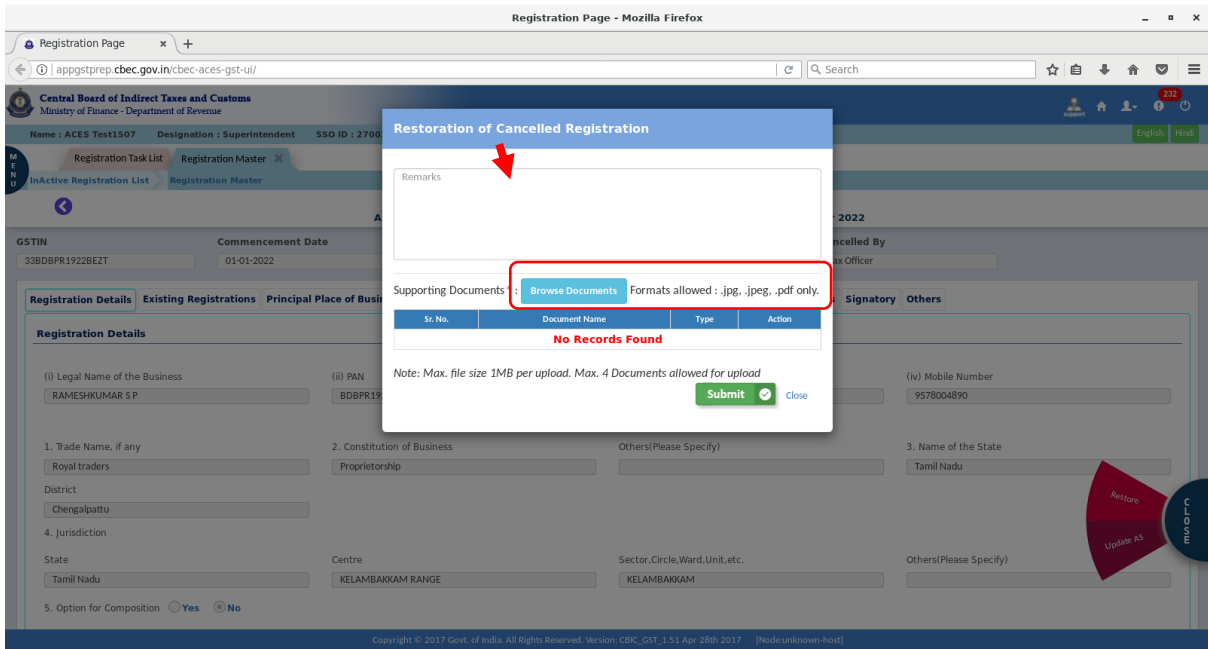 Registration Page - Mozilla Firefox
Registration Page
appgstprep.cbec.gov.in/cbec-aces-gst-ui/
Search
Central Board of Indirect Taxes and Customs
Ministry of Finance - Department of Revenue
support
232
Name : ACES Test1507 Designation : Superintendent SSO ID : 2700
English Hindi
MENU
Registration Task List Registration Master
InActive Registration List Registration Master
2022
GSTIN Commencement Date ncelled By
33BDBPR1922BEZT 01-01-2022 ax Officer
Restoration of Cancelled Registration
Remarks
Supporting Documents * : Browse Documents Formats allowed : .jpg, .jpeg, .pdf only.
Sr. No. Document Name Type Action
No Records Found
Note: Max. file size 1MB per upload. Max. 4 Documents allowed for upload
Submit Close
Registration Details Existing Registrations Principal Place of Busi Signatory Others
Registration Details
(i) Legal Name of the Business (ii) PAN (iv) Mobile Number
RAMESHKUMAR S P BDBPR19 9578004890
1. Trade Name, if any 2. Constitution of Business Others(Please Specify) 3. Name of the State
Royal traders Proprietorship Tamil Nadu
District
Chengalpattu
4. Jurisdiction
State Centre Sector,Circle,Ward,Unit,etc. Others(Please Specify)
Tamil Nadu KELAMBAKKAM RANGE KELAMBAKKAM
5. Option for Composition Yes No
Restore
Update AS
CLOSE
Copyright © 2017 Govt. of India. All Rights Reserved. Version: CBIC_GST_1.51 Apr 28th 2017 [Node:unknown-host]